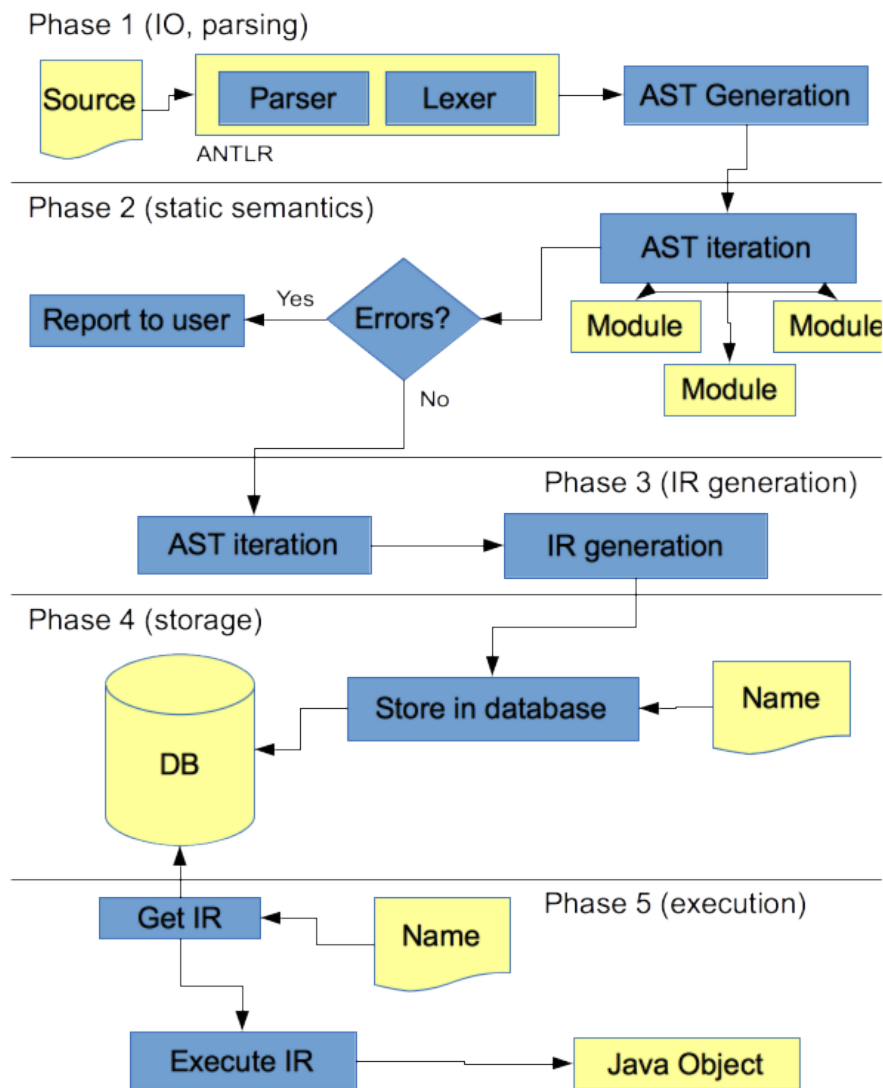 Phase 1 (IO, parsing)
Source
Parser
Lexer
AST Generation
ANTLR
Phase 2 (static semantics)
AST iteration
Report to user
Yes
Errors?
Module
Module
Module
No
Phase 3 (IR generation)
AST iteration
IR generation
Phase 4 (storage)
Store in database
Name
DB
Phase 5 (execution)
Get IR
Name
Execute IR
Java Object